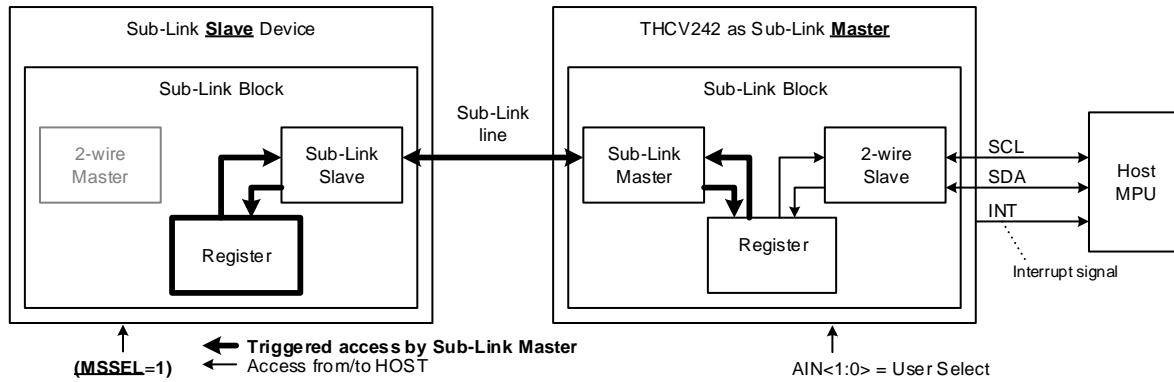 Sub-Link Slave Device
THCV242 as Sub-Link Master
Sub-Link Block
Sub-Link Block
Sub-Link
line
2-wire
Master
Sub-Link
Slave
Sub-Link
Master
2-wire
Slave
SCL
SDA
INT
Host
MPU
Register
Register
Interrupt signal
(MSSEL=1)
Triggered access by Sub-Link Master
Access from/to HOST
AIN<1:0> = User Select